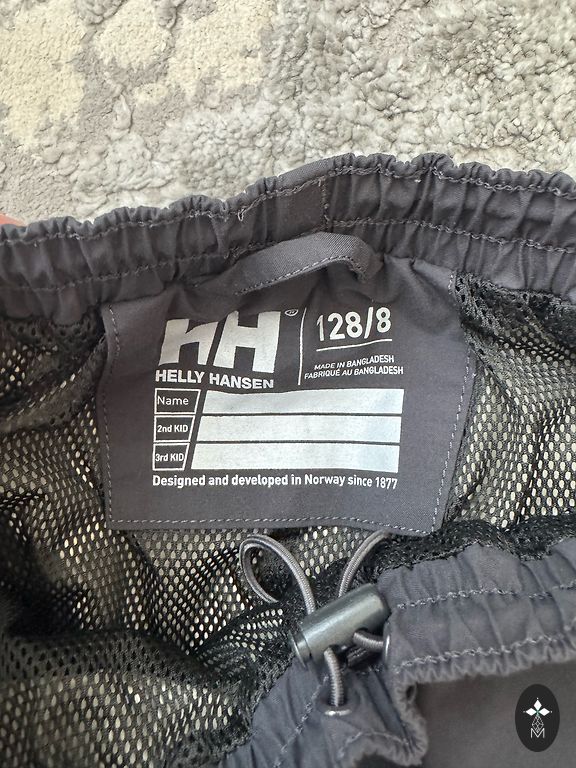 HH®
128/8
HELLY HANSEN
MADE IN BANGLADESH
FABRIQUÉ AU BANGLADESH
Name
2nd KID
3rd KID
Designed and developed in Norway since 1877
M